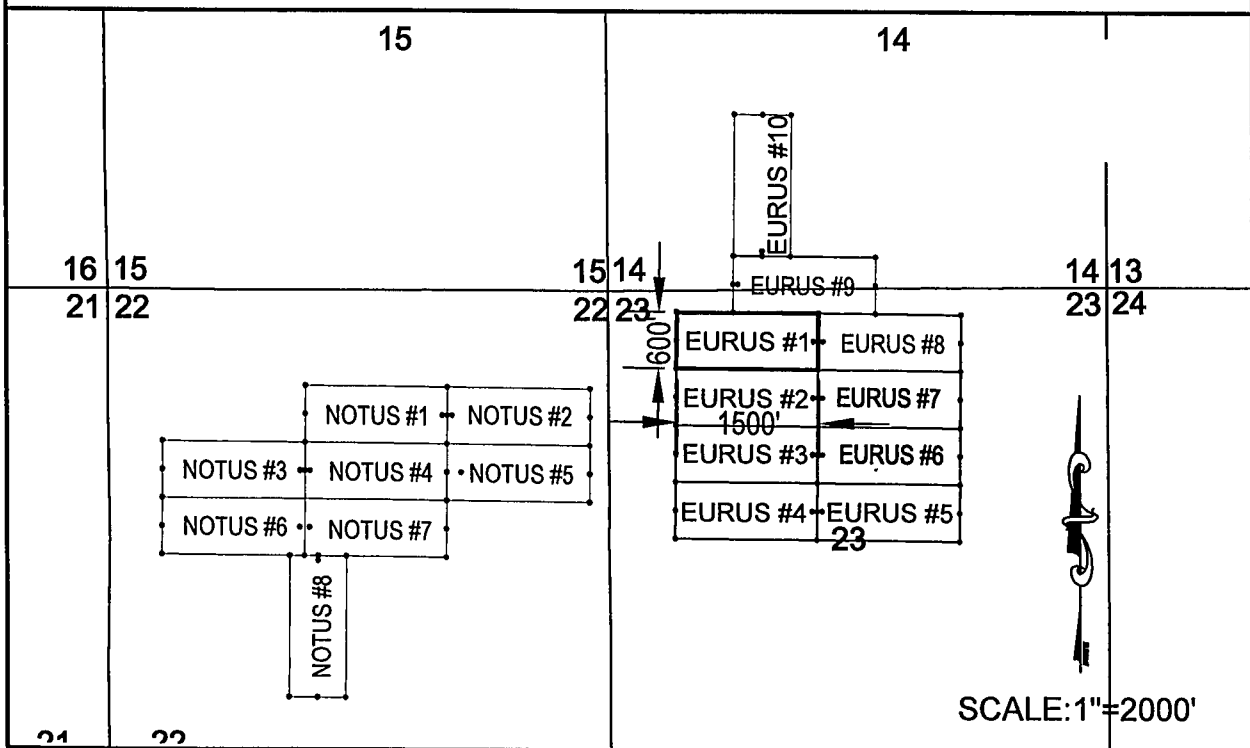 15
14
EURUS #10
16 15
15 14
14 13
EURUS #9
21 22
22 23
23 24
600'
EURUS #1
EURUS #8
NOTUS #1
NOTUS #2
EURUS #2
EURUS #7
1500'
NOTUS #3
NOTUS #4
NOTUS #5
EURUS #3
EURUS #6
NOTUS #6
NOTUS #7
EURUS #4
EURUS #5
23
NOTUS #8
SCALE:1"=2000'
21
22